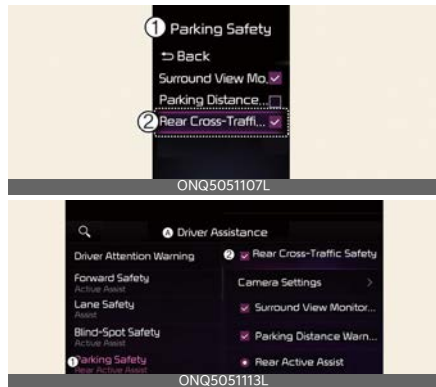 1 Parking Safety
Back
Surround View Mo.
Parking Distance...
2 Rear Cross-Traffi...
ONQ5051107L
A Driver Assistance
Driver Attention Warning
2 Rear Cross-Traffic Safety
Forward Safety
Active Assist
Camera Settings >
Lane Safety
Assist
Surround View Monitor...
Blind-Spot Safety
Active Assist
Parking Distance Warn...
1 Parking Safety
Rear Active Assist
Rear Active Assist
ONQ5051113L